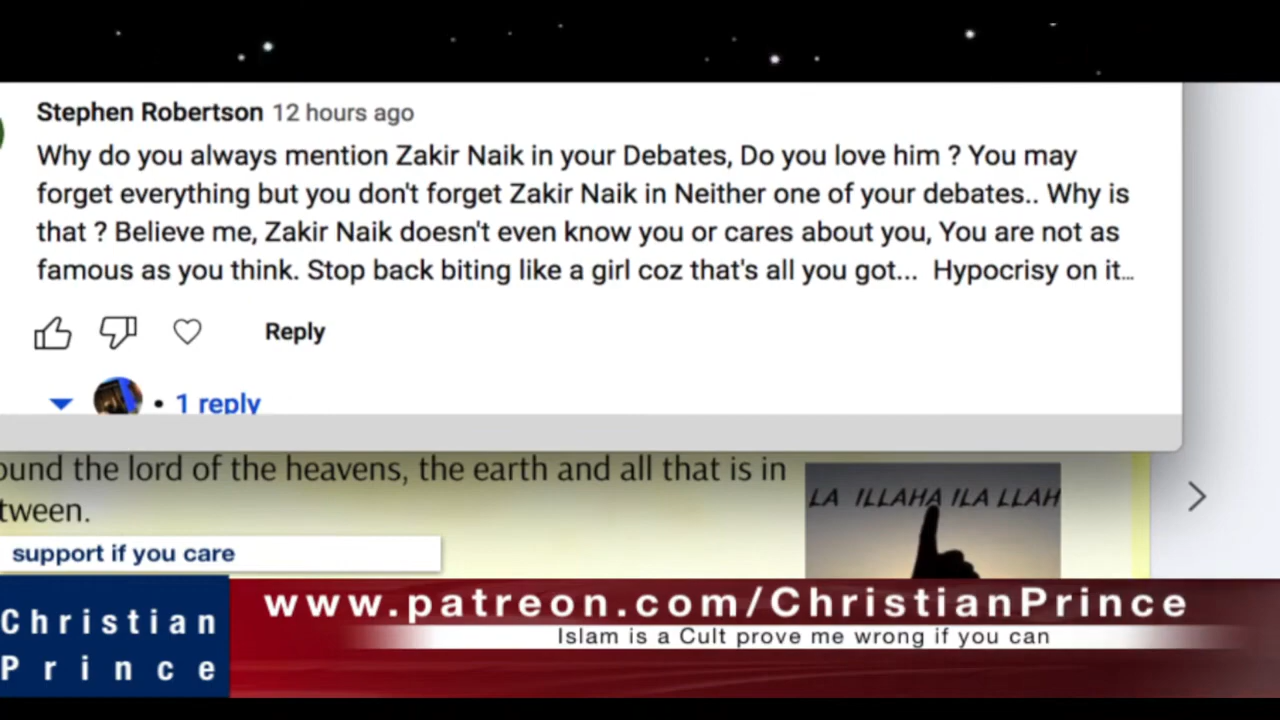 Stephen Robertson 12 hours ago
Why do you always mention Zakir Naik in your Debates, Do you love him ? You may
forget everything but you don't forget Zakir Naik in Neither one of your debates.. Why is
that ? Believe me, Zakir Naik doesn't even know you or cares about you, You are not as
famous as you think. Stop back biting like a girl coz that's all you got... Hypocrisy on it...
Reply
• 1 reply
ound the lord of the heavens, the earth and all that is in
tween.
LA ILLAHA ILA LLAH
support if you care
Christian
Prince
www.patreon.com/ChristianPrince
Islam is a Cult prove me wrong if you can